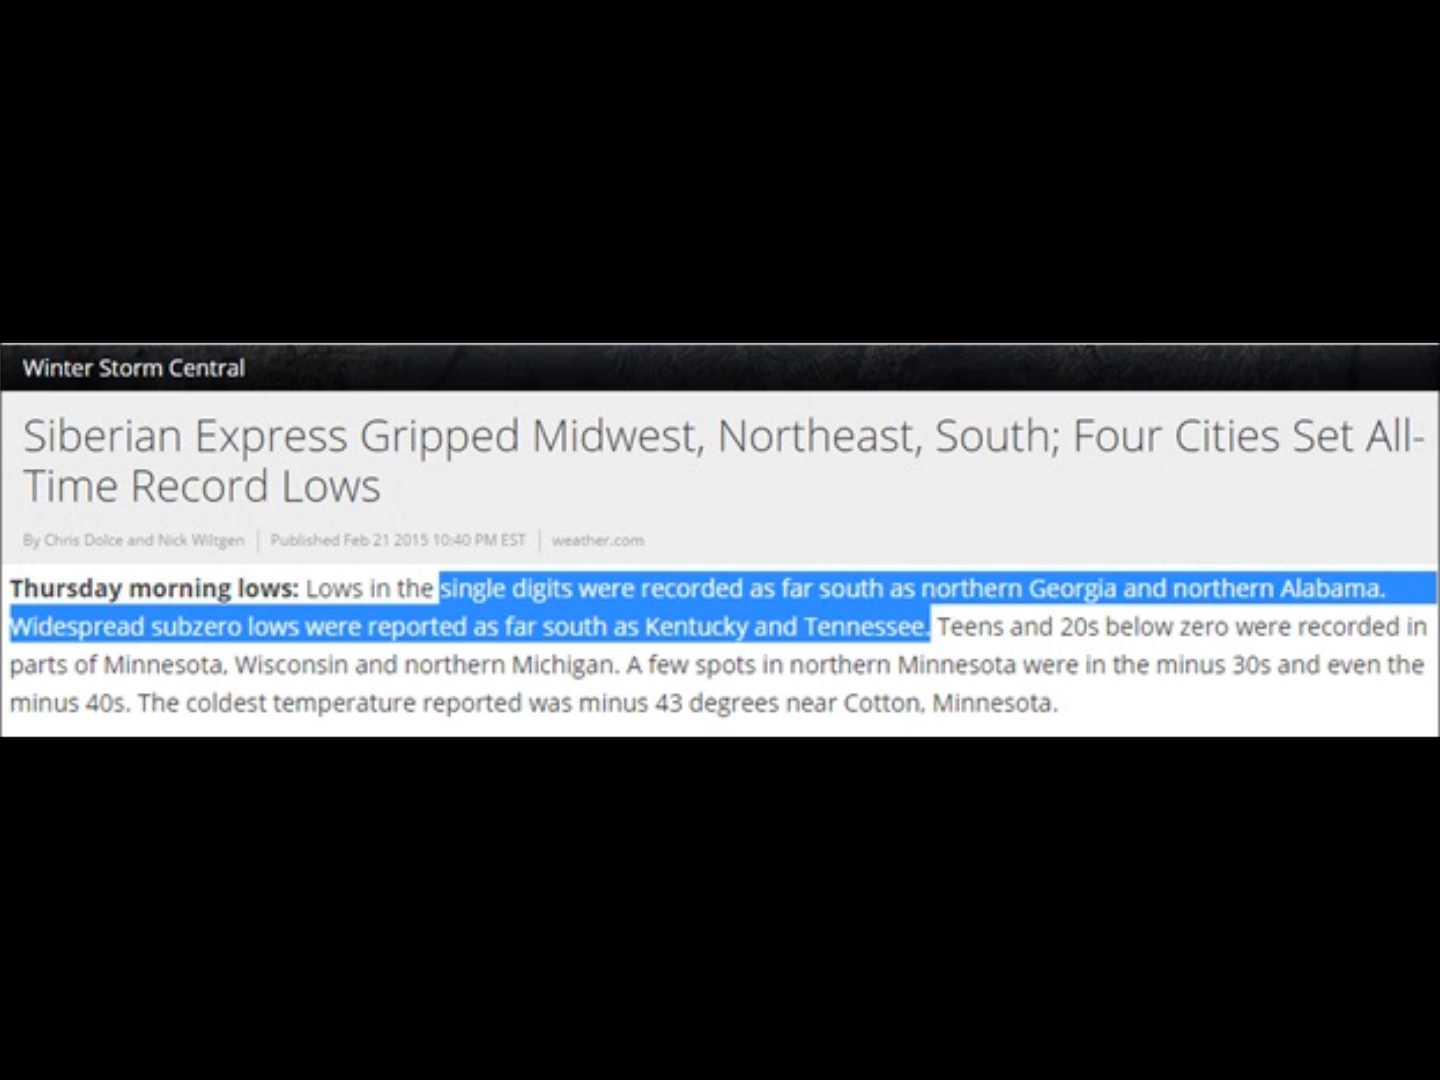 Winter Storm Central
Siberian Express Gripped Midwest, Northeast, South; Four Cities Set All-
Time Record Lows
By Chris Dolce and Nick Wiltgen | Published Feb 21 2015 10:40 PM EST | weather.com
Thursday morning lows: Lows in the single digits were recorded as far south as northern Georgia and northern Alabama.
Widespread subzero lows were reported as far south as Kentucky and Tennessee. Teens and 20s below zero were recorded in
parts of Minnesota, Wisconsin and northern Michigan. A few spots in northern Minnesota were in the minus 30s and even the
minus 40s. The coldest temperature reported was minus 43 degrees near Cotton, Minnesota.